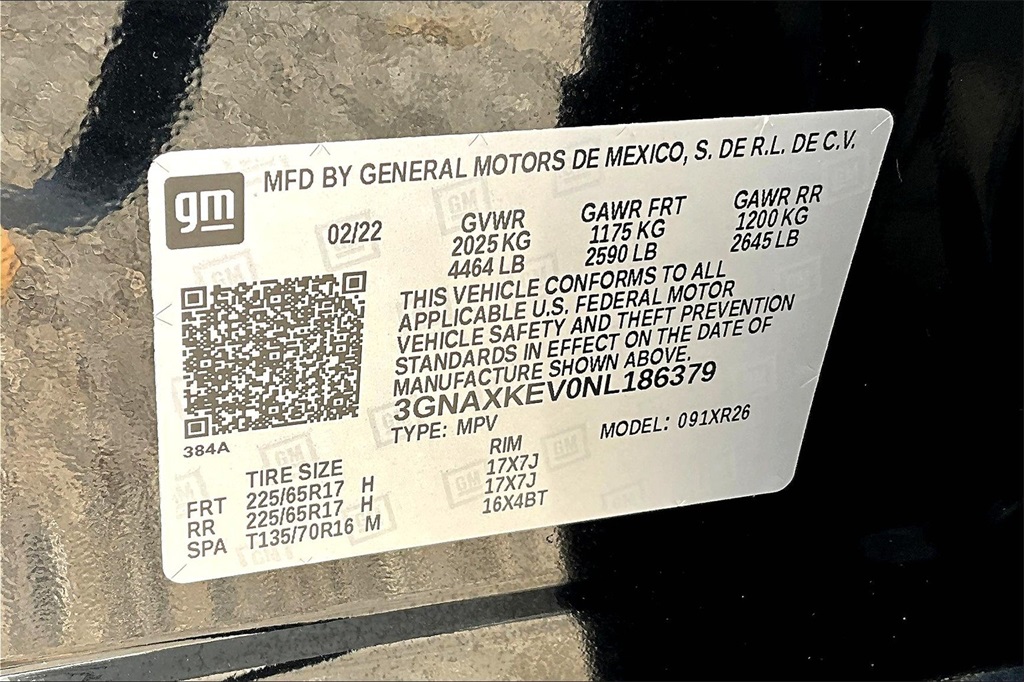 gm
MFD BY GENERAL MOTORS DE MEXICO, S. DE R.L. DE C.V.
02/22 GVWR GAWR FRT GAWR RR
2025 KG 1175 KG 1200 KG
4464 LB 2590 LB 2645 LB
THIS VEHICLE CONFORMS TO ALL
APPLICABLE U.S. FEDERAL MOTOR
VEHICLE SAFETY AND THEFT PREVENTION
STANDARDS IN EFFECT ON THE DATE OF
MANUFACTURE SHOWN ABOVE.
3GNAXKEV0NL186379
TYPE: MPV MODEL: 091XR26
384A
TIRE SIZE RIM
FRT 225/65R17 H 17X7J
RR 225/65R17 H 17X7J
SPA T135/70R16 M 16X4BT